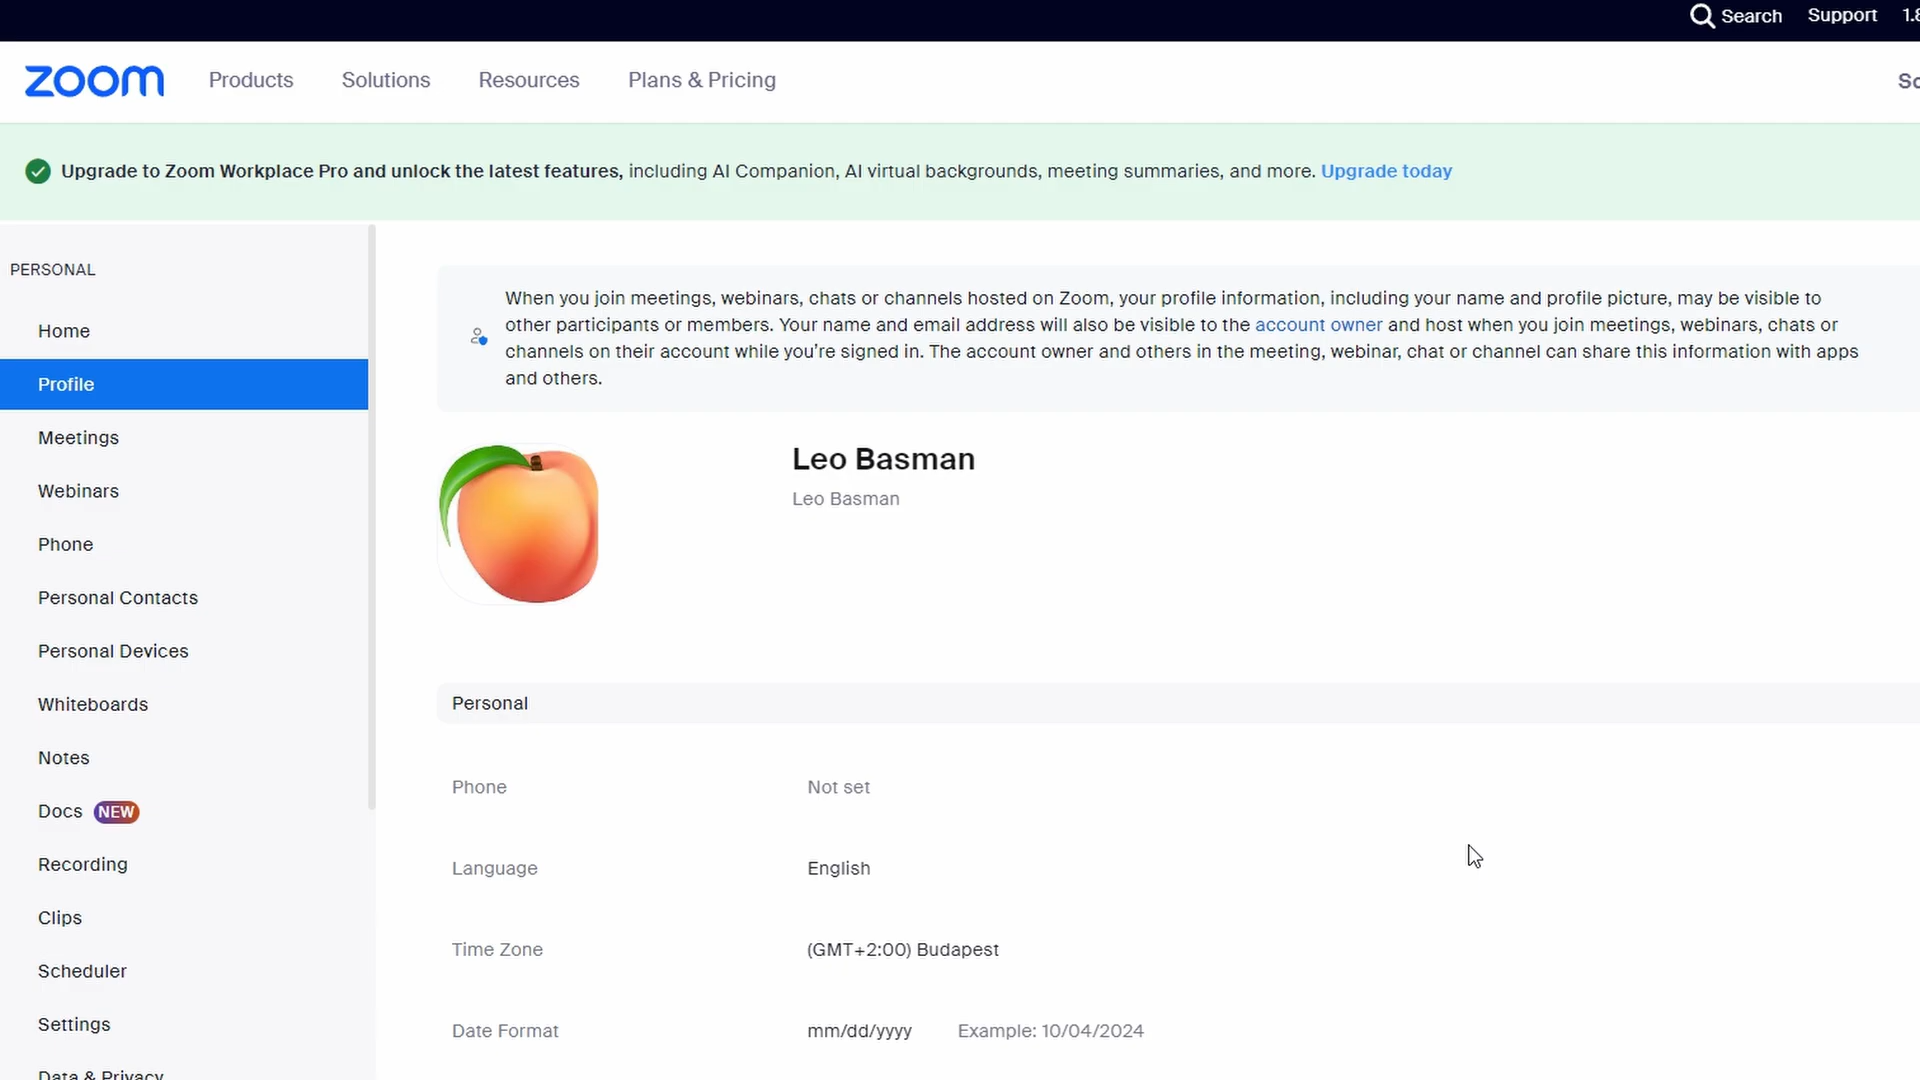 Search Support 1.8
zoom Products Solutions Resources Plans & Pricing
Upgrade to Zoom Workplace Pro and unlock the latest features, including AI Companion, AI virtual backgrounds, meeting summaries, and more. Upgrade today
PERSONAL
Home
Profile
Meetings
Webinars
Phone
Personal Contacts
Personal Devices
Whiteboards
Notes
Docs NEW
Recording
Clips
Scheduler
Settings
Data & Privacy
When you join meetings, webinars, chats or channels hosted on Zoom, your profile information, including your name and profile picture, may be visible to
other participants or members. Your name and email address will also be visible to the account owner and host when you join meetings, webinars, chats or
channels on their account while you’re signed in. The account owner and others in the meeting, webinar, chat or channel can share this information with apps
and others.
Leo Basman
Leo Basman
Personal
Phone Not set
Language English
Time Zone (GMT+2:00) Budapest
Date Format mm/dd/yyyy Example: 10/04/2024